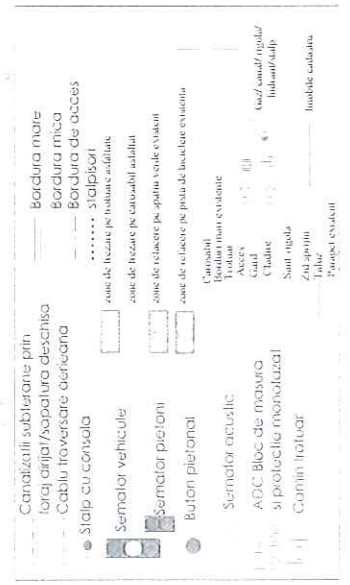 Canalizatii subterane prin
foraj dirijat/sapatura deschisa
Cablu traversare aeriana
Stalp cu consola
Semafor vehicule
Semafor pietoni
Buton pietonal
Semafor acustic
ADC Bloc de masura
si protectie monofazat
Camin trotuar
Bordura mare
Bordura mica
Bordura de acces
stalpisori
zone de frezare pe trotuare asfaltate
zone de frezare pe carosabil asfaltat
zone de refacere pe spatiu verde existent
zone de refacere pe pista de biciclete existenta
Carosabil
Borduri mari existente
Trotuar
Acces
Gard
Cladire
Sant rigola
Zid sprijin
Taluz
Parapet existent
Gaz/ canal/ rigola/
hidrant/stalp
Imobile cadastru